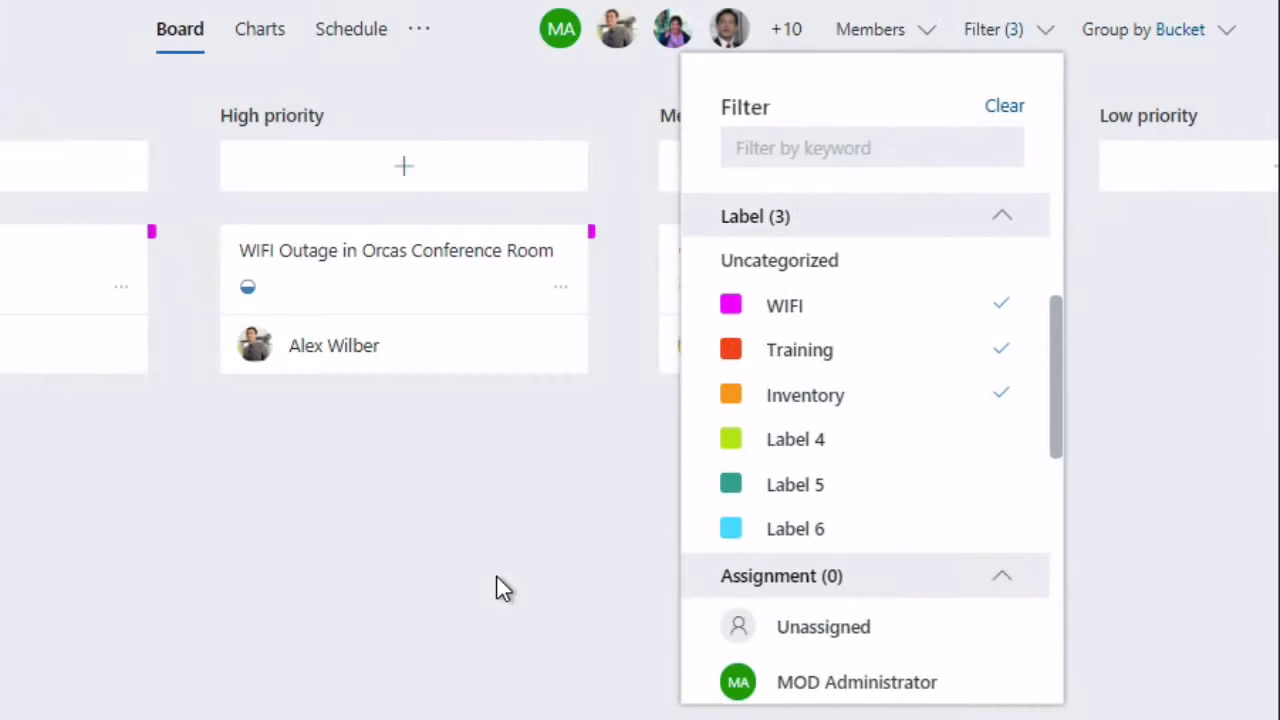 Board Charts Schedule ··· MA +10 Members Filter (3) Group by Bucket
High priority
Me
Low priority
WIFI Outage in Orcas Conference Room
Alex Wilber
Filter Clear
Filter by keyword
Label (3)
Uncategorized
WIFI
Training
Inventory
Label 4
Label 5
Label 6
Assignment (0)
Unassigned
MA MOD Administrator